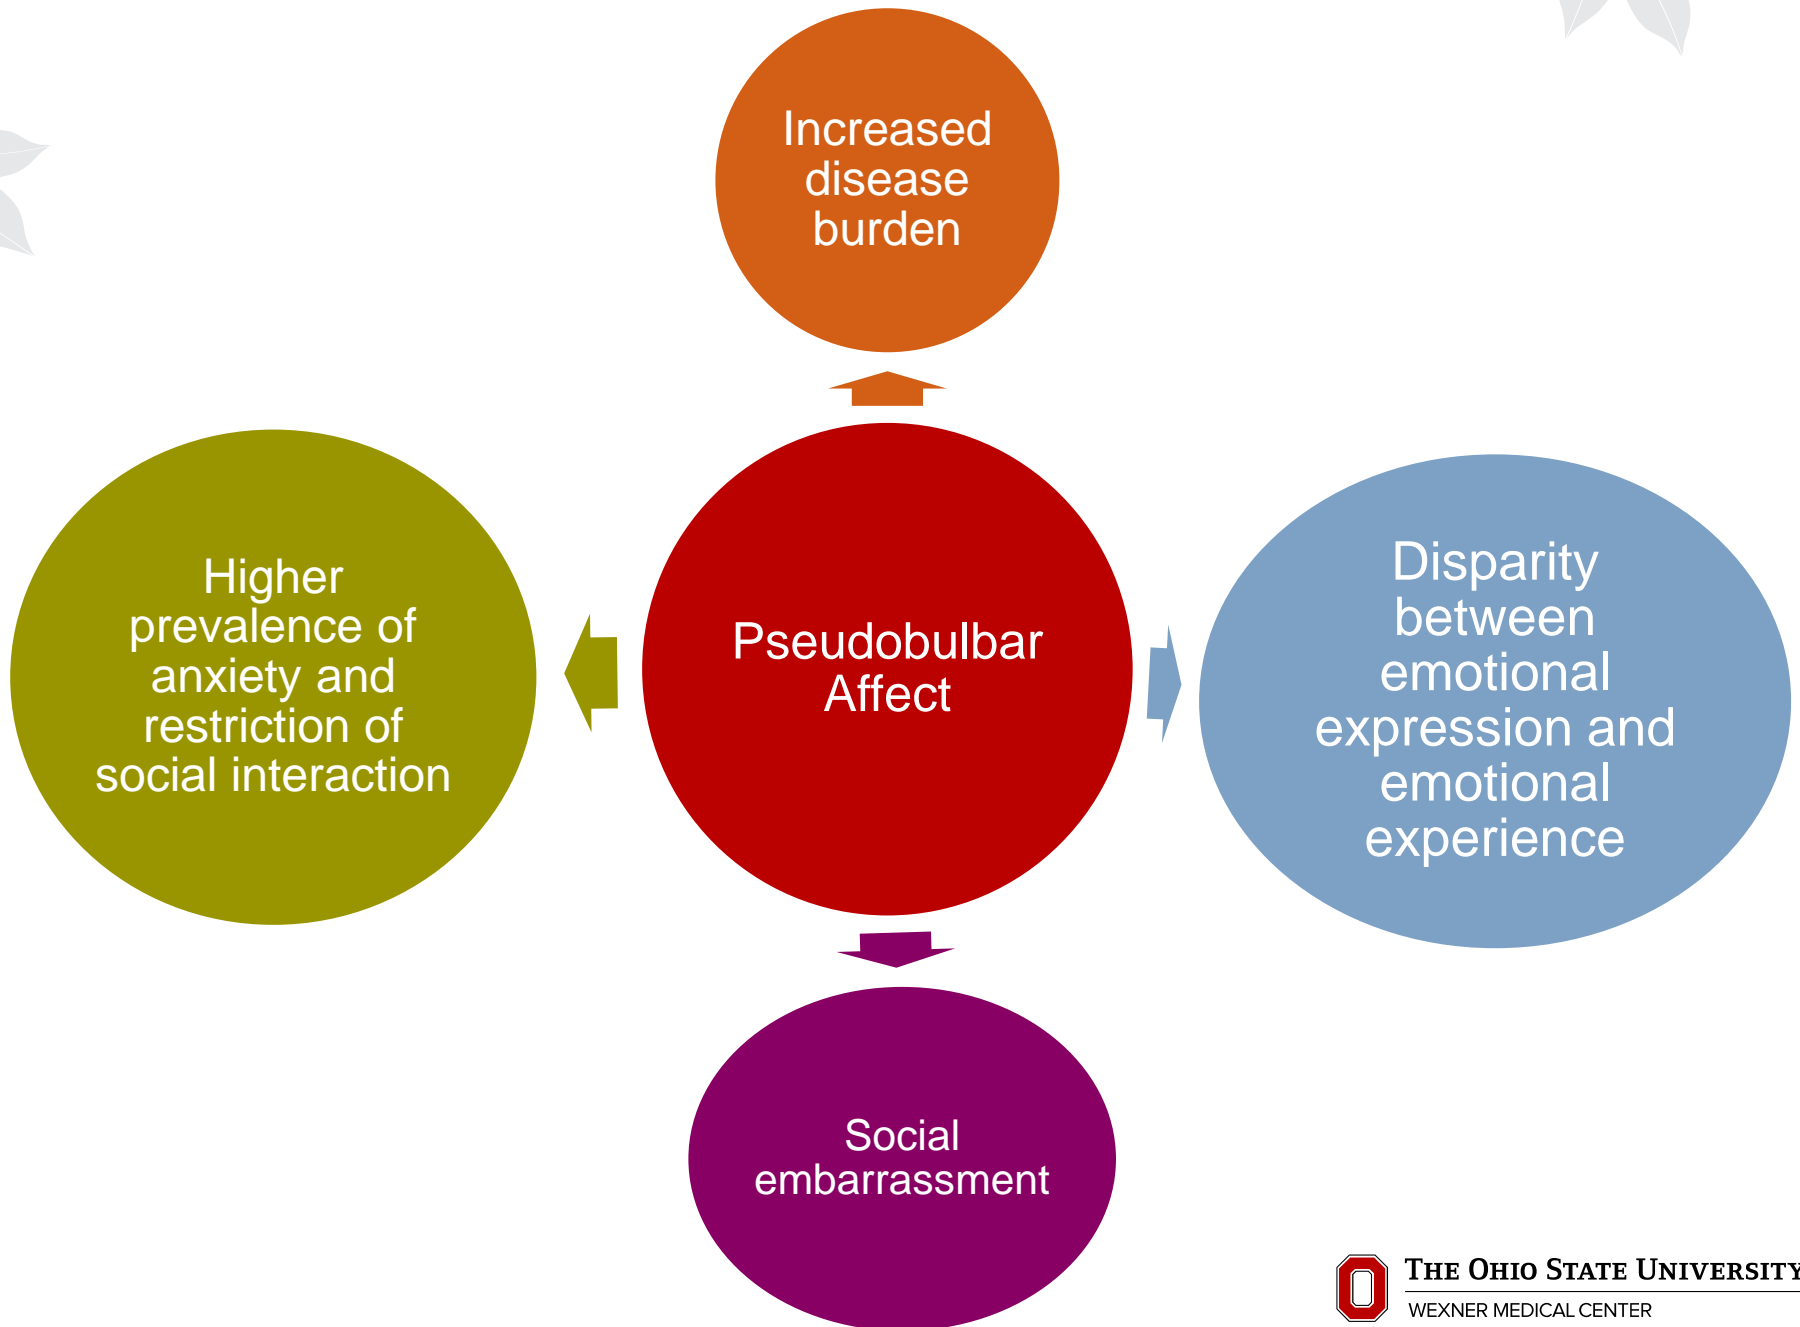 Increased
disease
burden
Higher
prevalence of
anxiety and
restriction of
social interaction
Pseudobulbar
Affect
Disparity
between
emotional
expression and
emotional
experience
Social
embarrassment
THE OHIO STATE UNIVERSITY
WEXNER MEDICAL CENTER